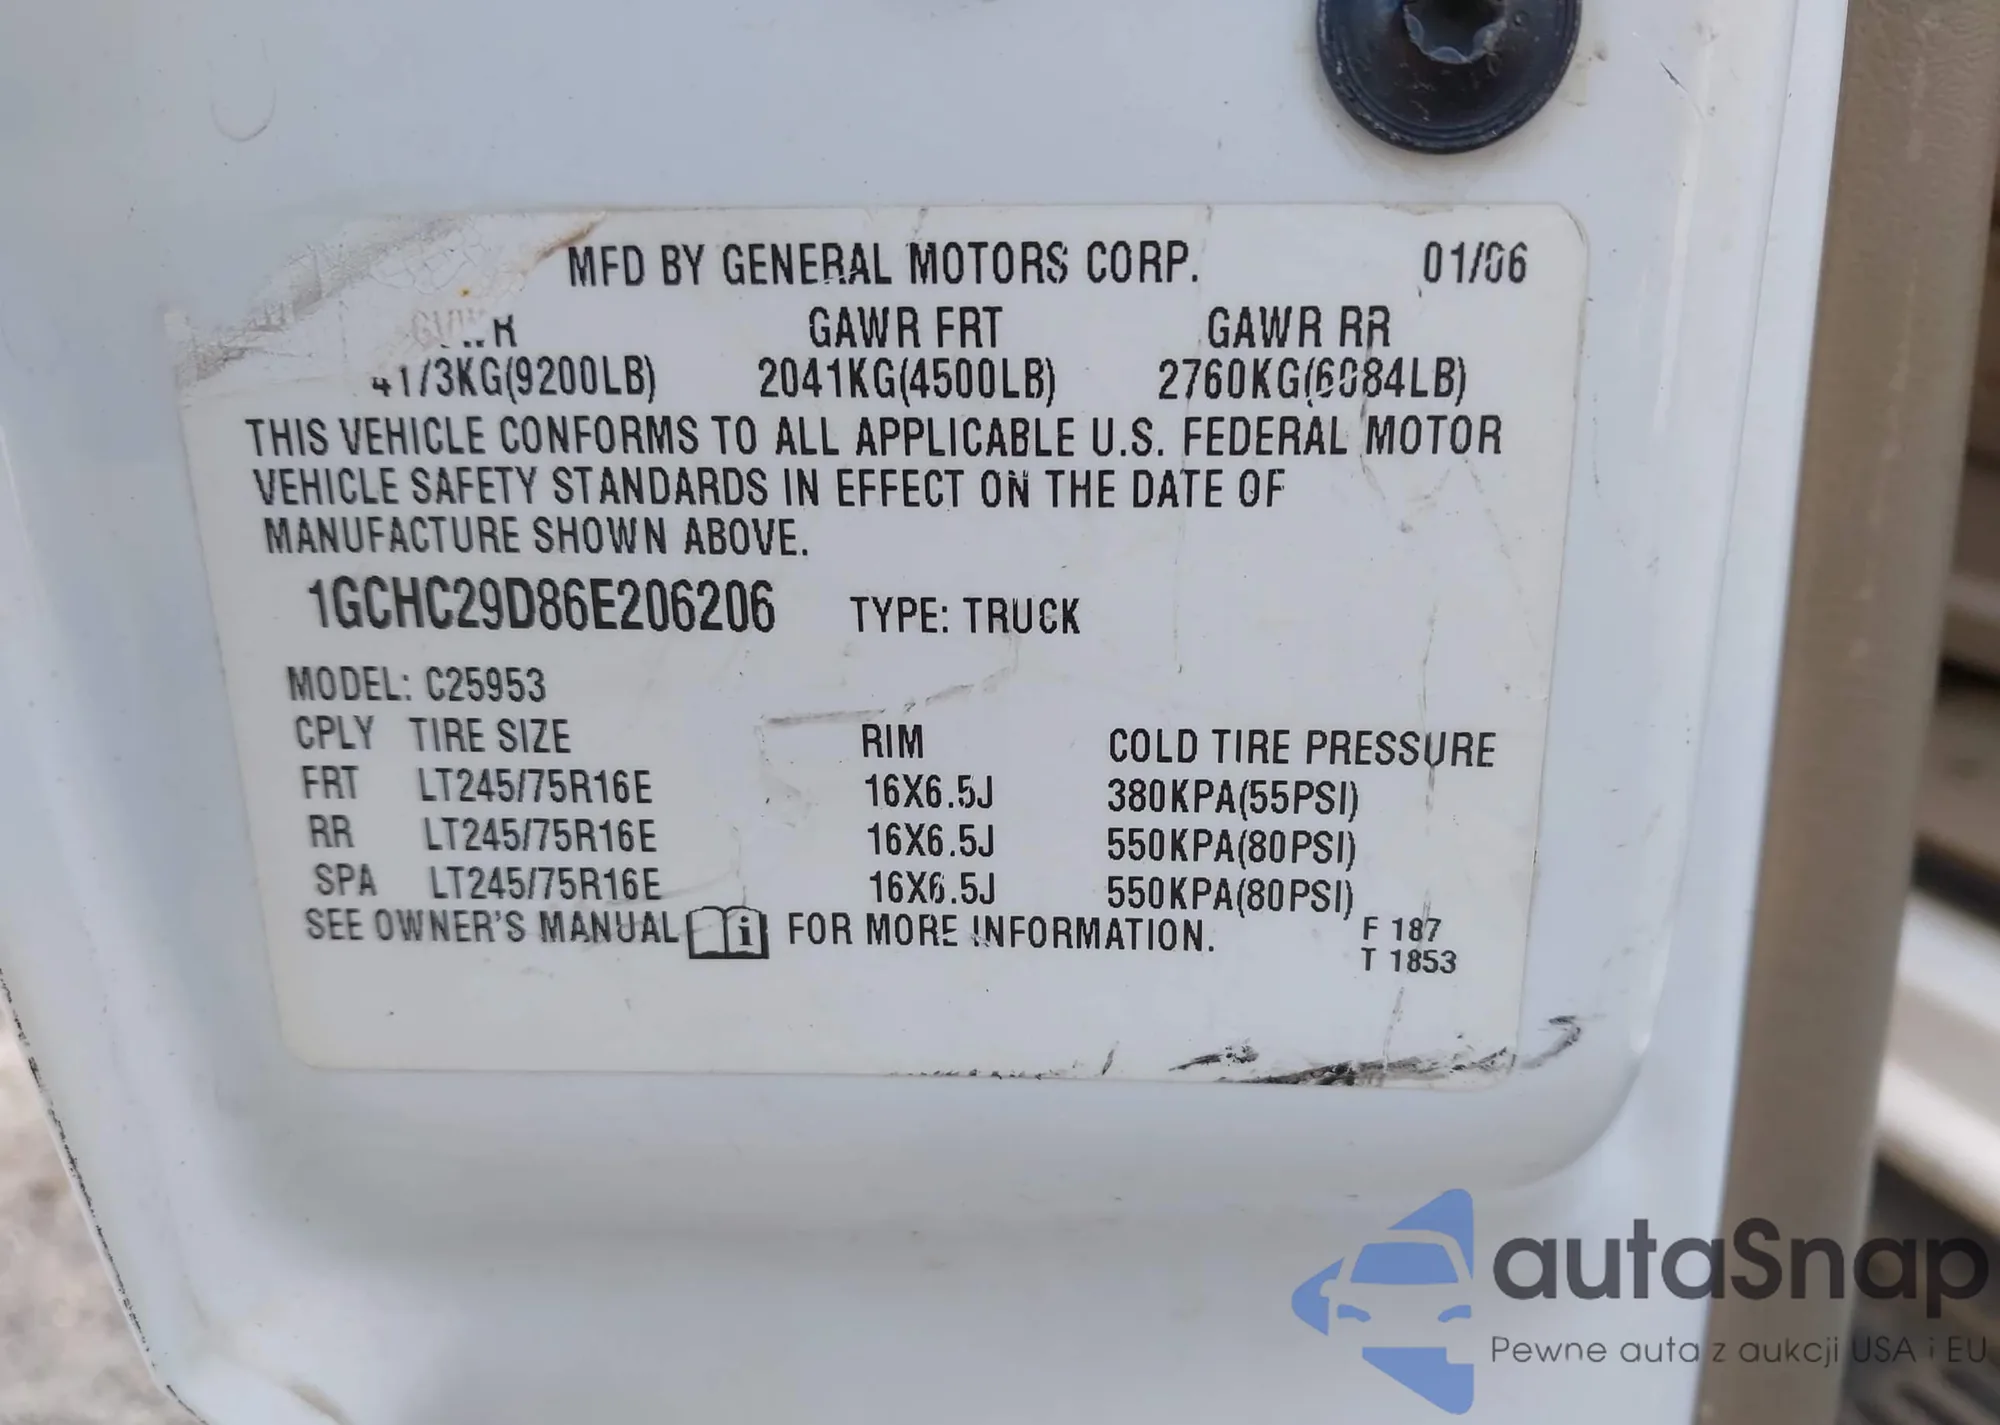 MFD BY GENERAL MOTORS CORP. 01/06
GAWR FRT GAWR RR
4173KG(9200LB) 2041KG(4500LB) 2760KG(6084LB)
THIS VEHICLE CONFORMS TO ALL APPLICABLE U.S. FEDERAL MOTOR
VEHICLE SAFETY STANDARDS IN EFFECT ON THE DATE OF
MANUFACTURE SHOWN ABOVE.
1GCHC29D86E206206 TYPE: TRUCK
MODEL: C25953
CPLY TIRE SIZE RIM COLD TIRE PRESSURE
FRT LT245/75R16E 16X6.5J 380KPA(55PSI)
RR LT245/75R16E 16X6.5J 550KPA(80PSI)
SPA LT245/75R16E 16X6.5J 550KPA(80PSI)
SEE OWNER'S MANUAL i FOR MORE INFORMATION.
F 187
T 1853
autaSnap
Pewne auta z aukcji USA i EU